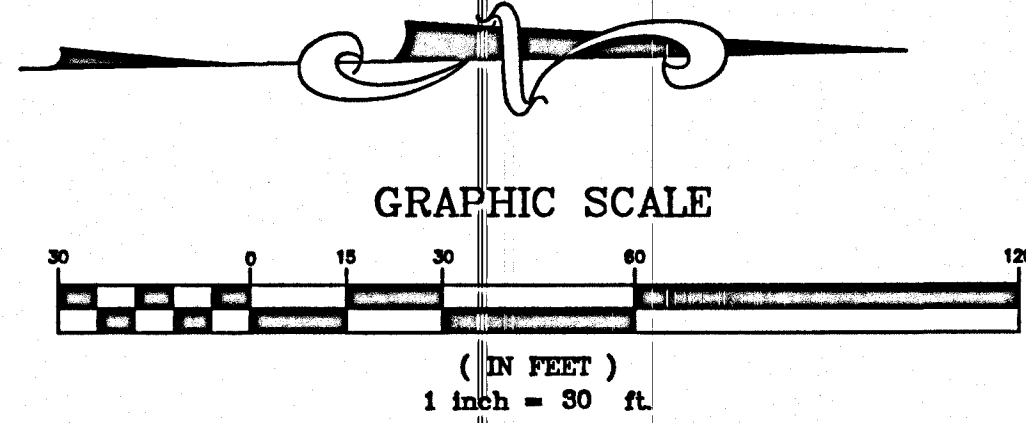 N
GRAPHIC SCALE
30 0 15 30 60 120
( IN FEET )
1 inch = 30 ft.